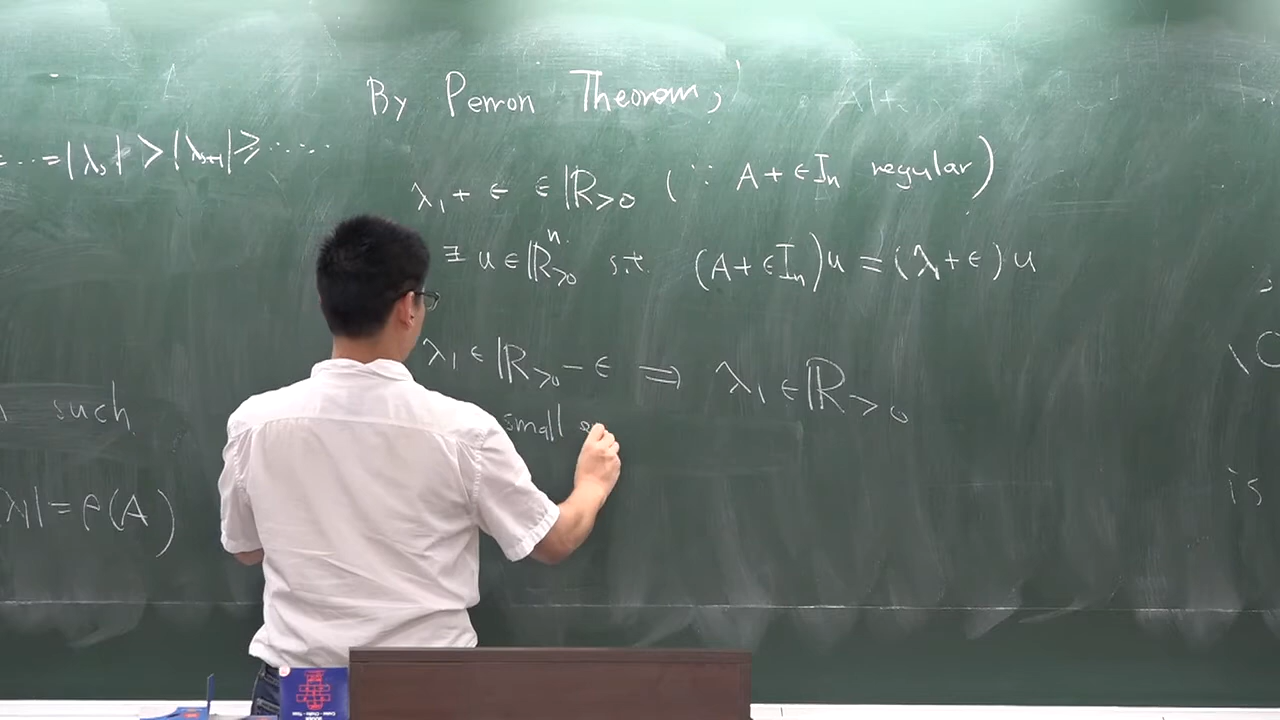 By Perron Theorem,
… = |λ_s| > |λ_{s+1}| ≥ ……
λ_1 + ϵ ∈ ℝ_{>0} (∵ A + ϵI_n regular)
∃ u ∈ ℝ^n_{>0} s.t. (A + ϵI_n)u = (λ + ϵ)u
λ_1 ∈ ℝ_{>0} − ϵ ⟹ λ_1 ∈ ℝ_{>0}
such
small
|λ| = ρ(A)
is